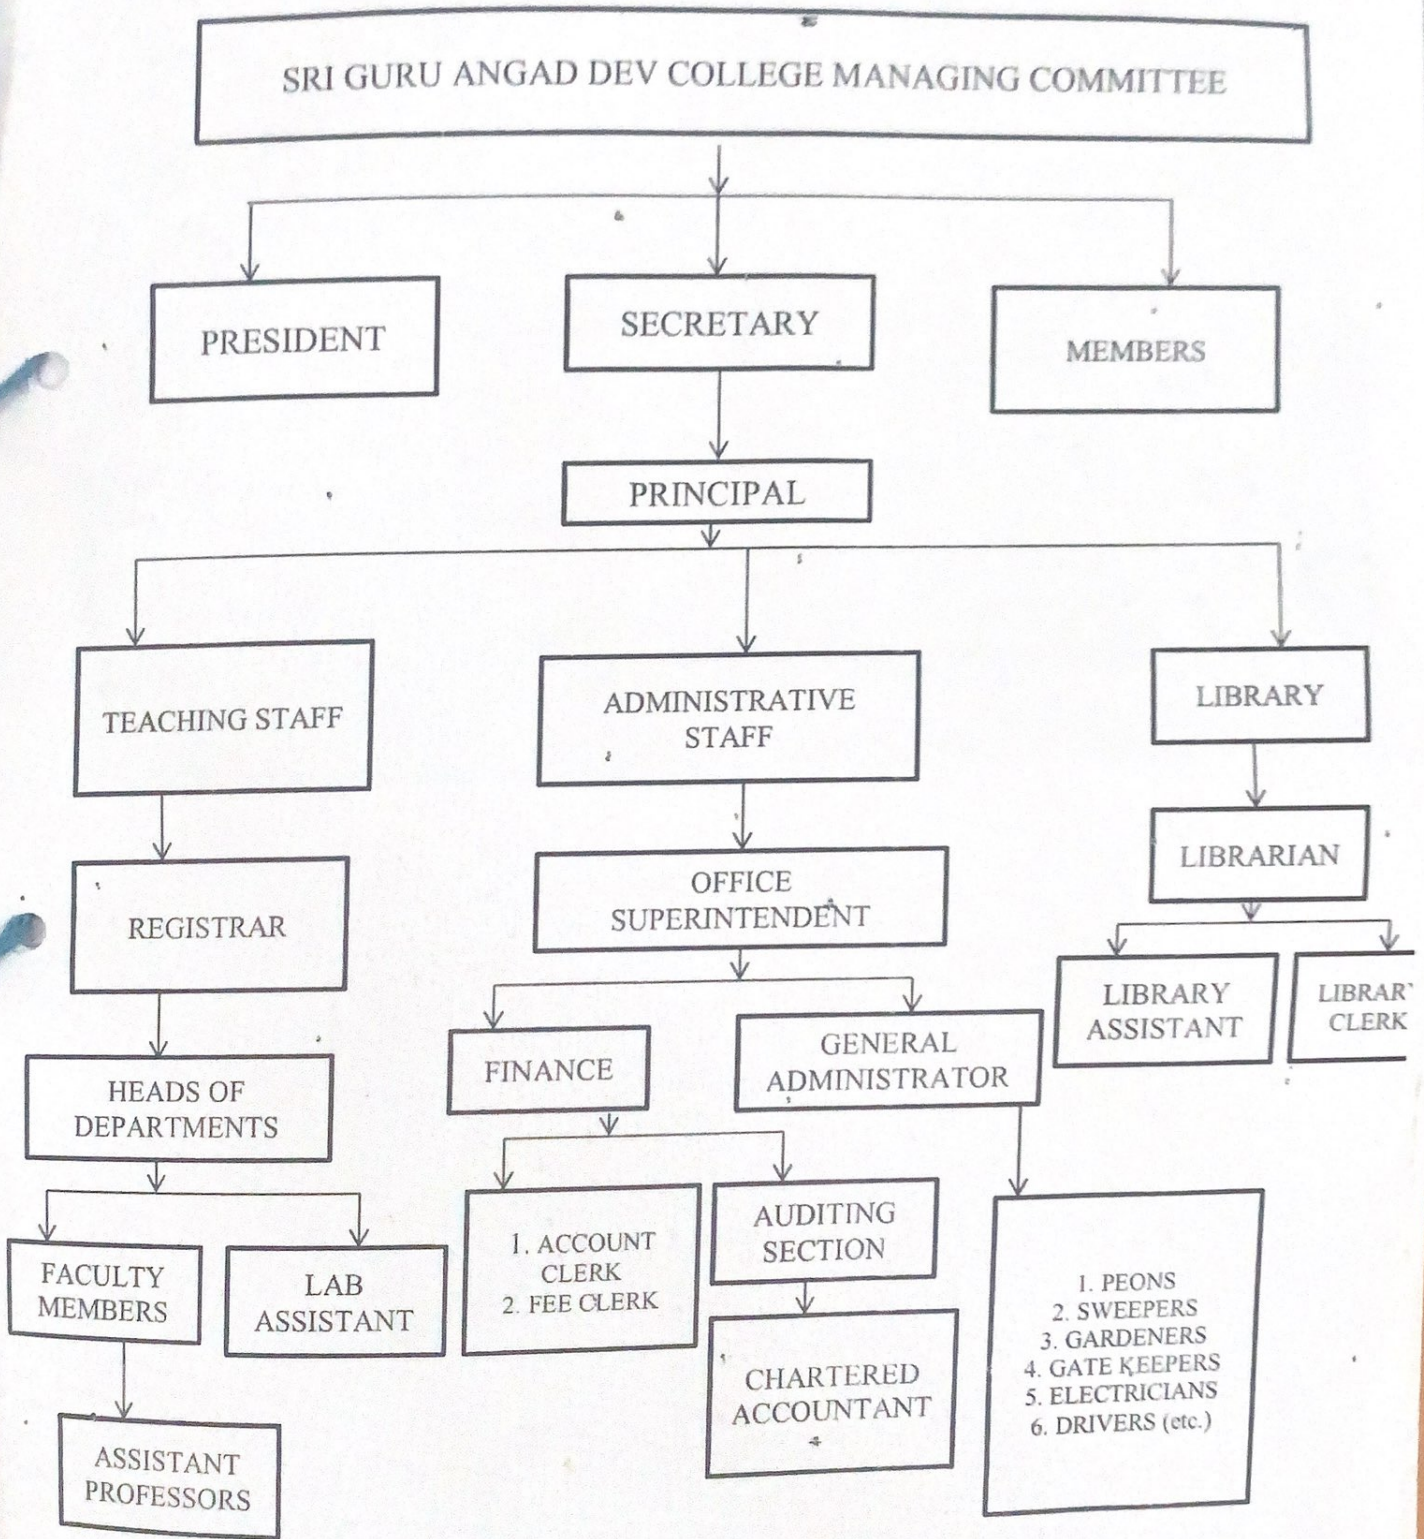 SRI GURU ANGAD DEV COLLEGE MANAGING COMMITTEE
PRESIDENT
SECRETARY
MEMBERS
PRINCIPAL
TEACHING STAFF
ADMINISTRATIVE
STAFF
LIBRARY
REGISTRAR
OFFICE
SUPERINTENDENT
LIBRARIAN
HEADS OF
DEPARTMENTS
FINANCE
GENERAL
ADMINISTRATOR
LIBRARY
ASSISTANT
LIBRAR
CLERK
FACULTY
MEMBERS
LAB
ASSISTANT
1. ACCOUNT
CLERK
2. FEE CLERK
AUDITING
SECTION
1. PEONS
2. SWEEPERS
3. GARDENERS
4. GATE KEEPERS
5. ELECTRICIANS
6. DRIVERS (etc.)
CHARTERED
ACCOUNTANT
ASSISTANT
PROFESSORS